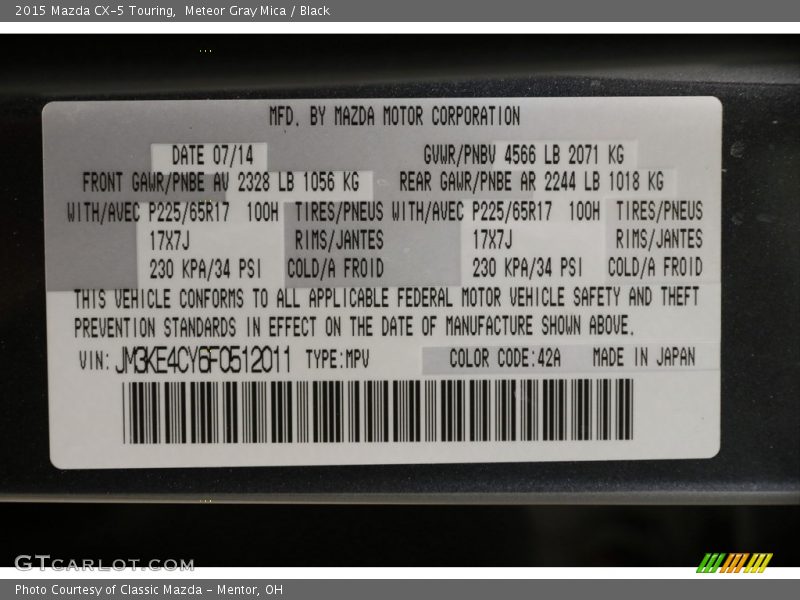 2015 Mazda CX-5 Touring, Meteor Gray Mica / Black
MFD. BY MAZDA MOTOR CORPORATION
DATE 07/14 GVWR/PNBV 4566 LB 2071 KG
FRONT GAWR/PNBE AV 2328 LB 1056 KG REAR GAWR/PNBE AR 2244 LB 1018 KG
WITH/AVEC P225/65R17 100H TIRES/PNEUS WITH/AVEC P225/65R17 100H TIRES/PNEUS
17X7J RIMS/JANTES 17X7J RIMS/JANTES
230 KPA/34 PSI COLD/A FROID 230 KPA/34 PSI COLD/A FROID
THIS VEHICLE CONFORMS TO ALL APPLICABLE FEDERAL MOTOR VEHICLE SAFETY AND THEFT
PREVENTION STANDARDS IN EFFECT ON THE DATE OF MANUFACTURE SHOWN ABOVE.
VIN: JM3KE4CY6F0512011 TYPE:MPV COLOR CODE:42A MADE IN JAPAN
GTCARLOT.COM
Photo Courtesy of Classic Mazda - Mentor, OH